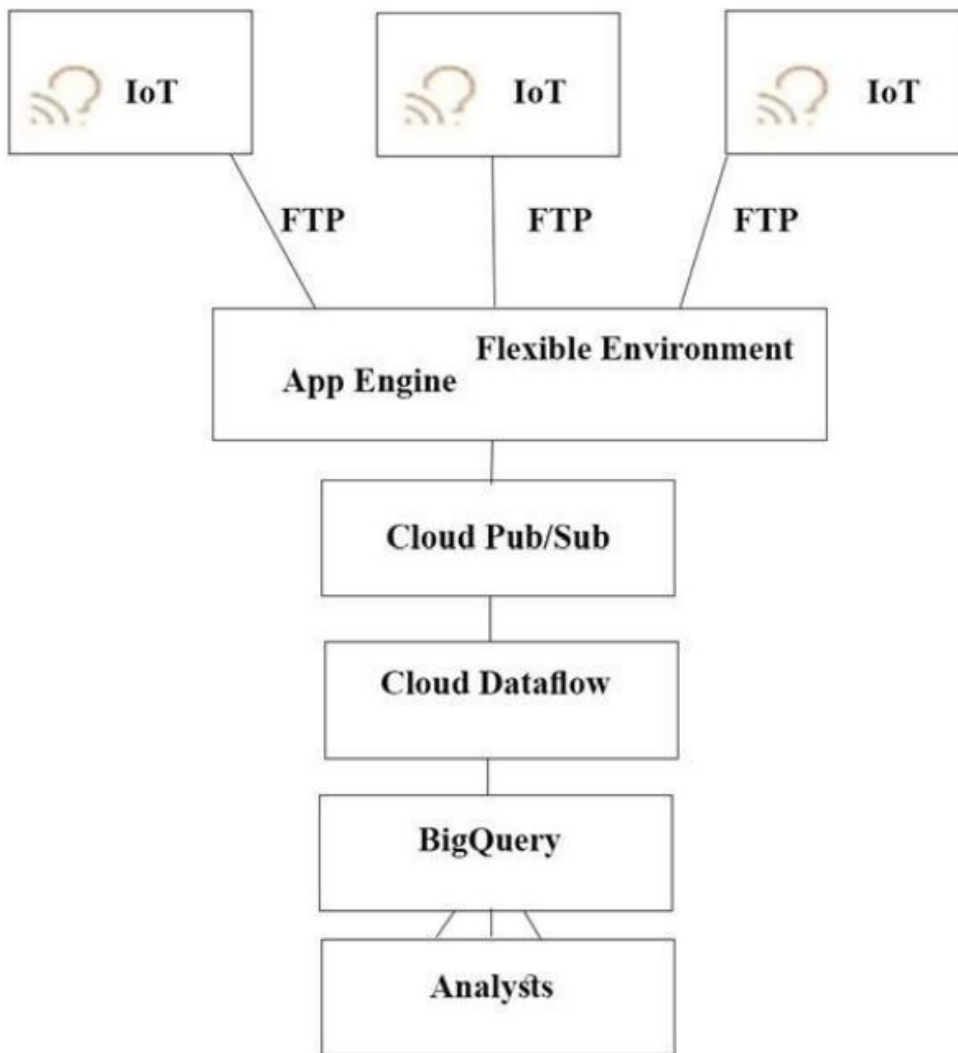 IoT
IoT
IoT
FTP
FTP
FTP
Flexible Environment
App Engine
Cloud Pub/Sub
Cloud Dataflow
BigQuery
Analysts